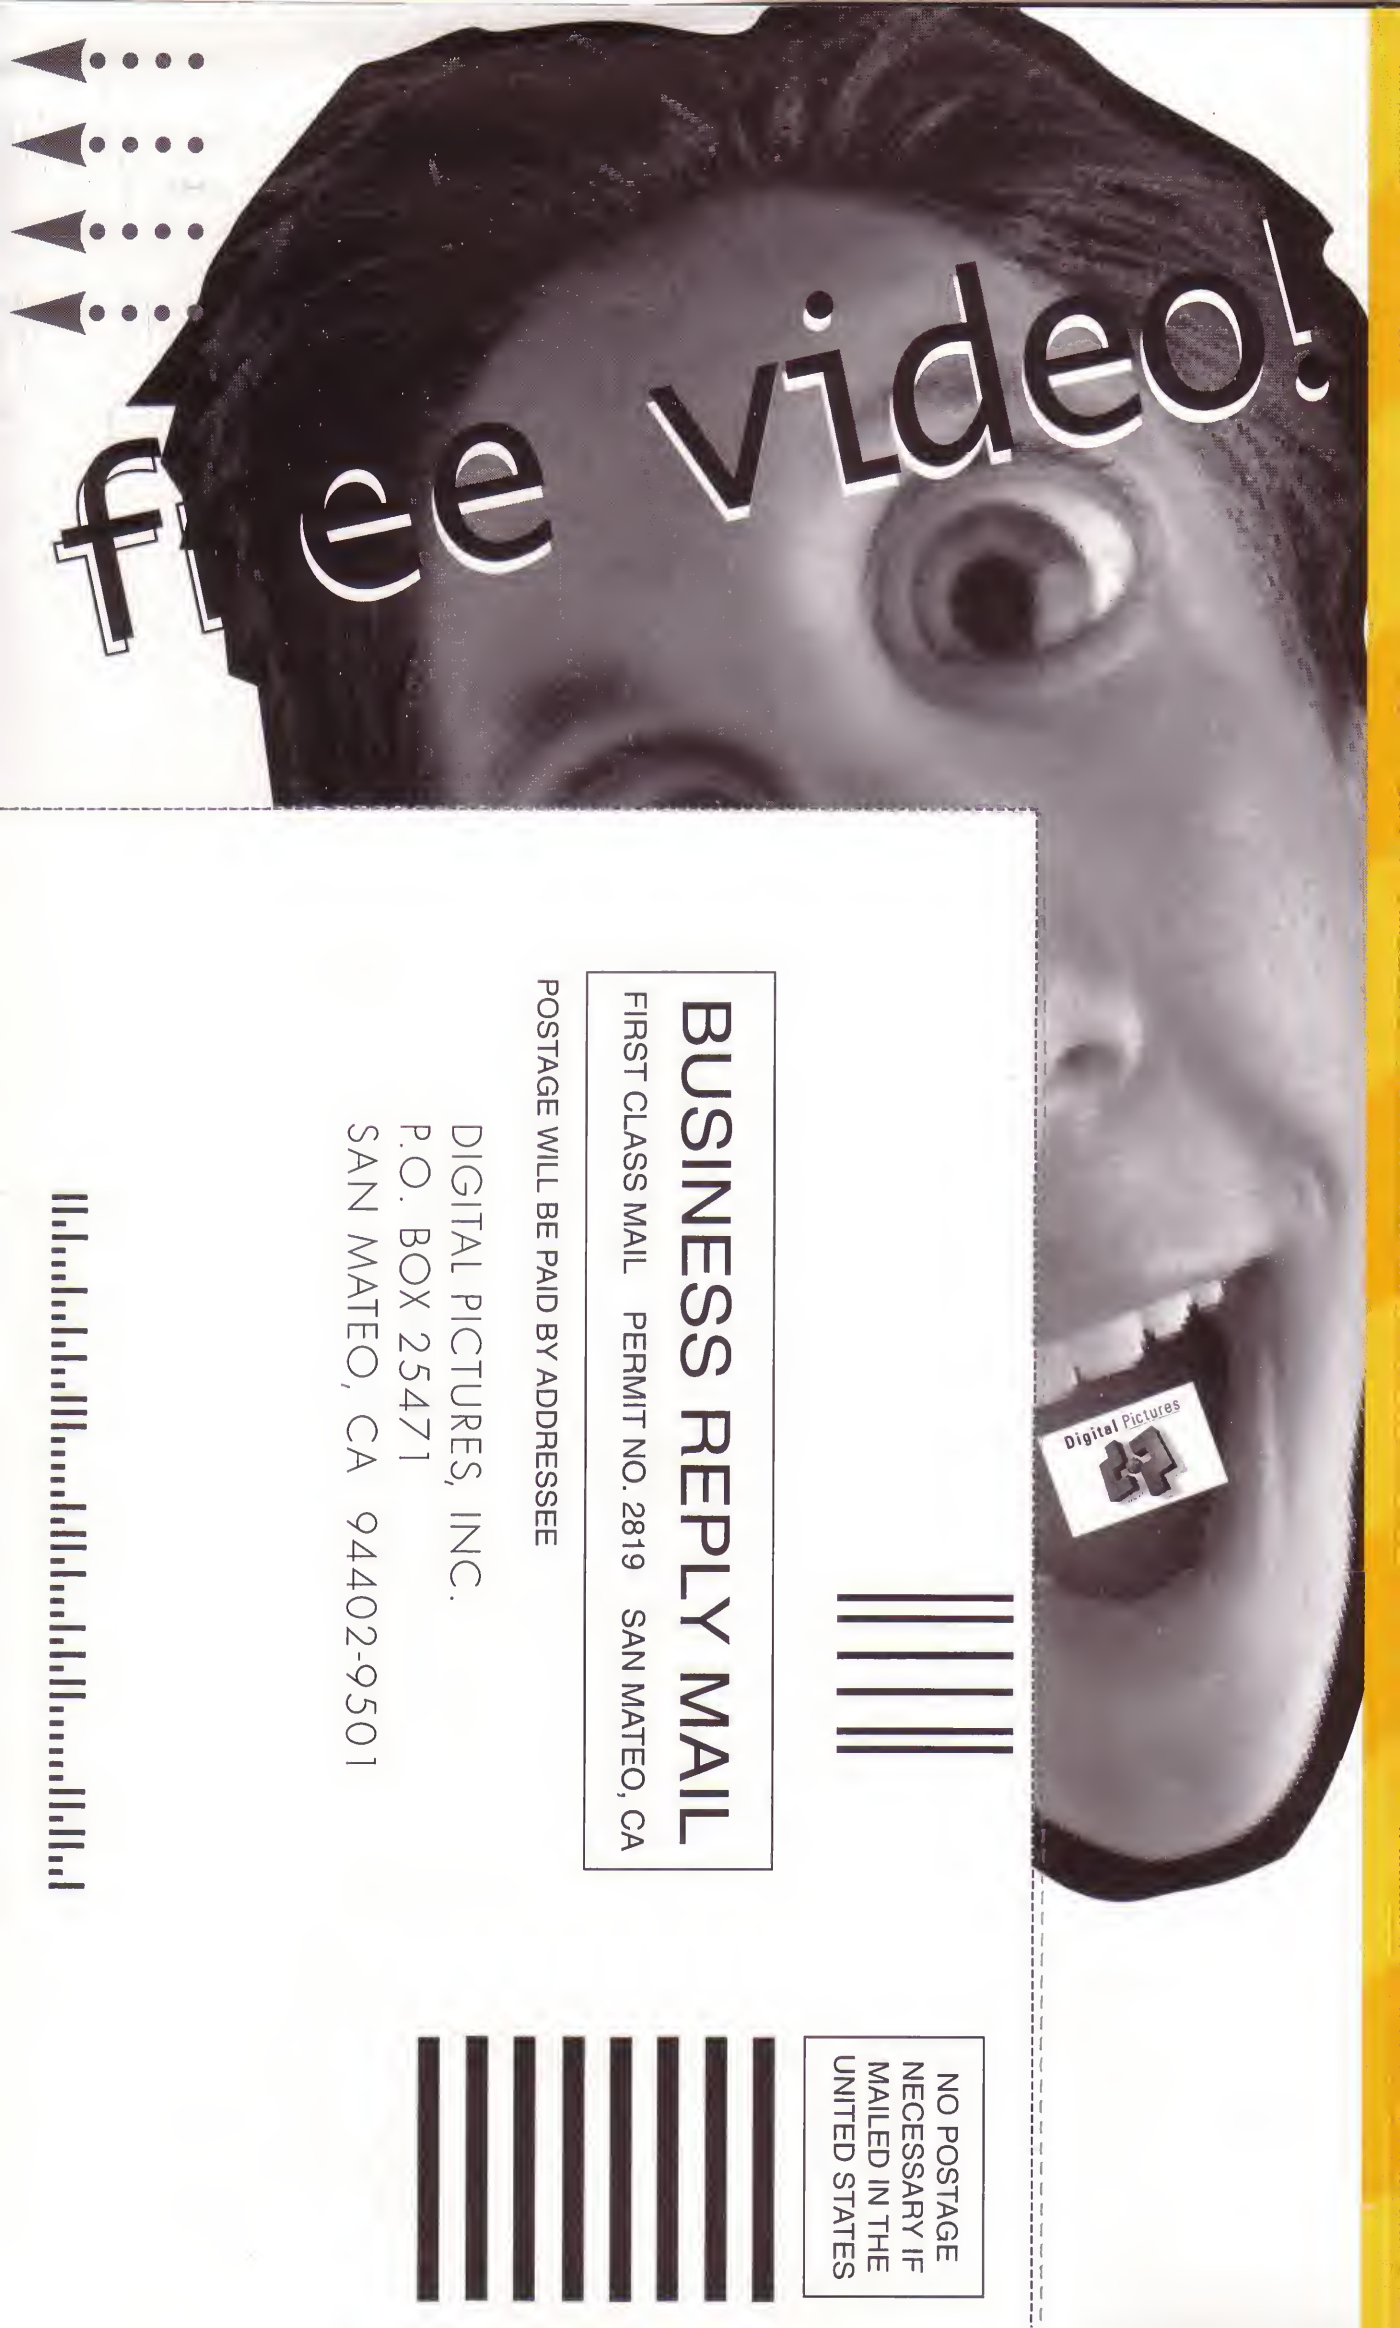 free video!
Digital Pictures
NO POSTAGE
NECESSARY IF
MAILED IN THE
UNITED STATES
BUSINESS REPLY MAIL
FIRST CLASS MAIL PERMIT NO. 2819 SAN MATEO, CA
POSTAGE WILL BE PAID BY ADDRESSEE
DIGITAL PICTURES, INC.
P.O. BOX 25471
SAN MATEO, CA 94402-9501